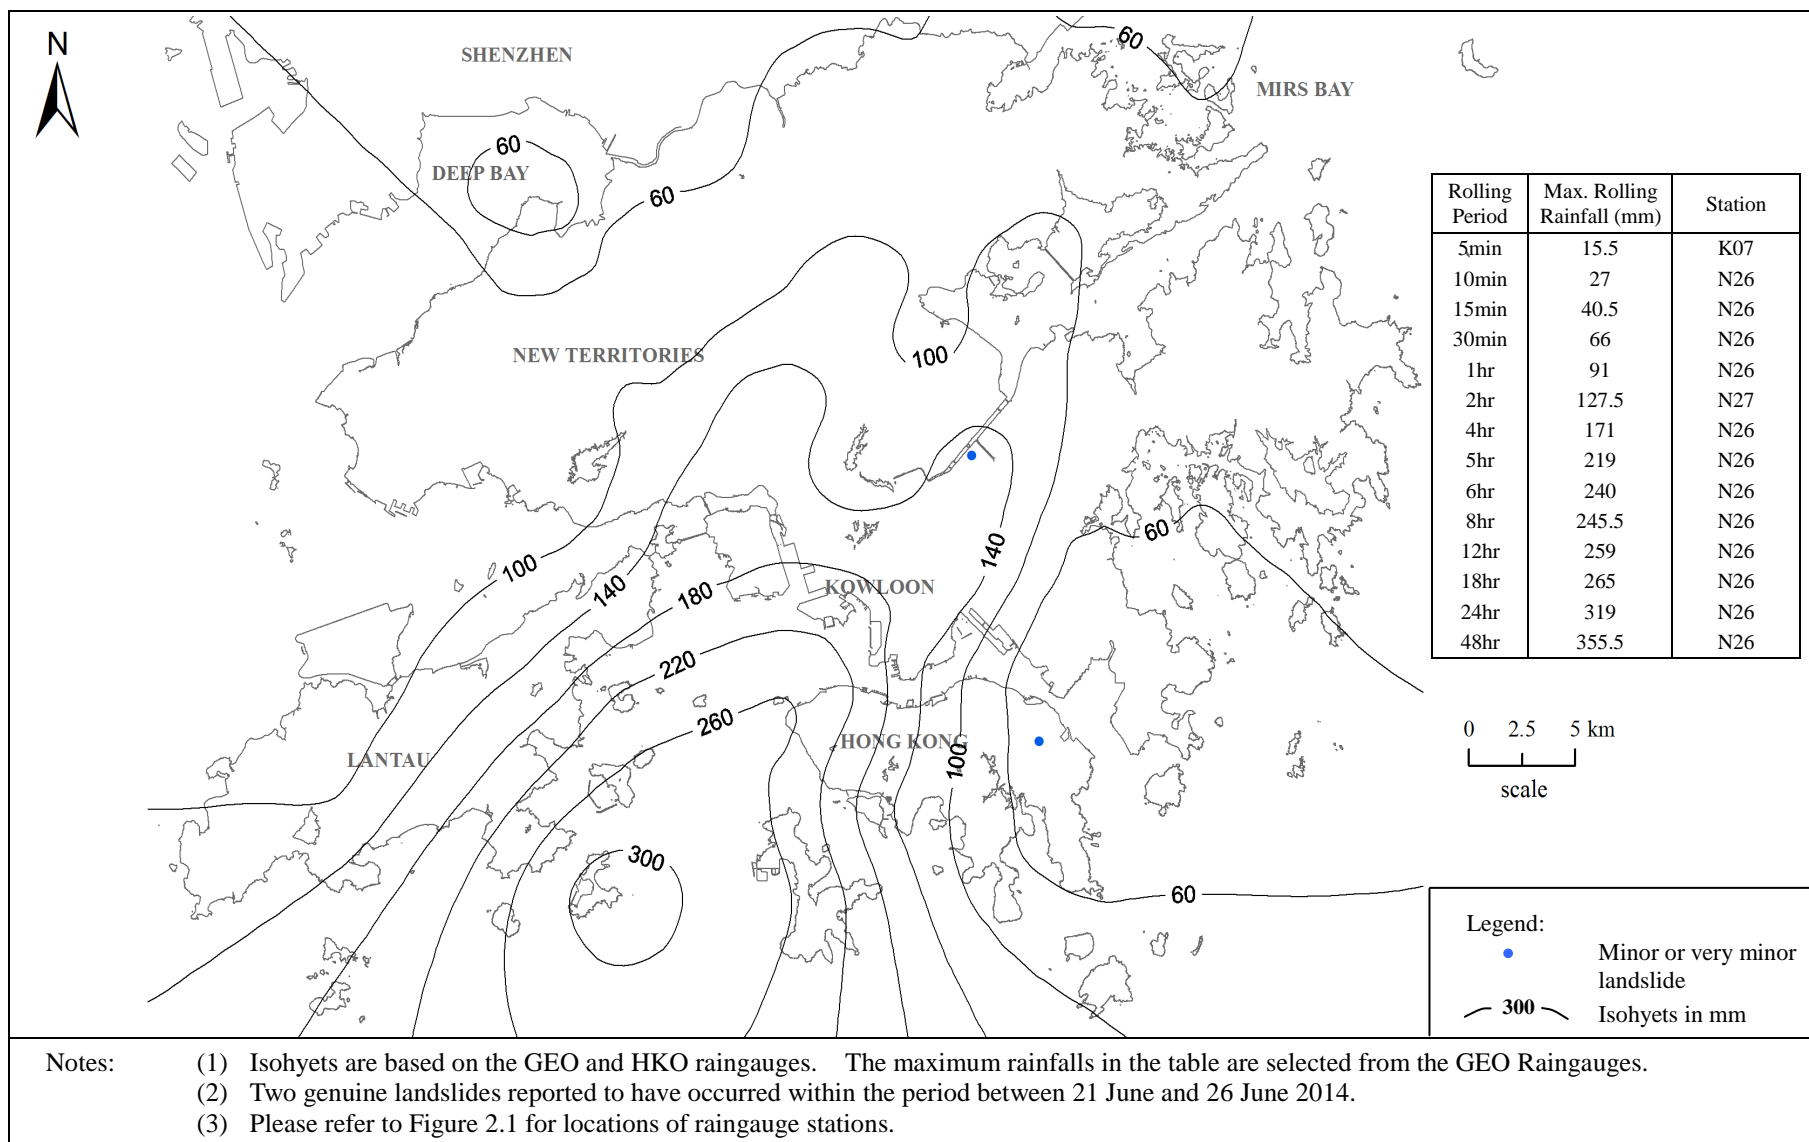 N
SHENZHEN
60
MIRS BAY
60
DEEP BAY
60
NEW TERRITORIES
100
100
140
180
140
60
KOWLOON
220
260
HONG KONG
LANTAU
100
300
60
Rolling Period Max. Rolling Rainfall (mm) Station
5min 15.5 K07
10min 27 N26
15min 40.5 N26
30min 66 N26
1hr 91 N26
2hr 127.5 N27
4hr 171 N26
5hr 219 N26
6hr 240 N26
8hr 245.5 N26
12hr 259 N26
18hr 265 N26
24hr 319 N26
48hr 355.5 N26
0 2.5 5 km
scale
Legend:
Minor or very minor
landslide
300 Isohyets in mm
Notes: (1) Isohyets are based on the GEO and HKO raingauges. The maximum rainfalls in the table are selected from the GEO Raingauges.
(2) Two genuine landslides reported to have occurred within the period between 21 June and 26 June 2014.
(3) Please refer to Figure 2.1 for locations of raingauge stations.